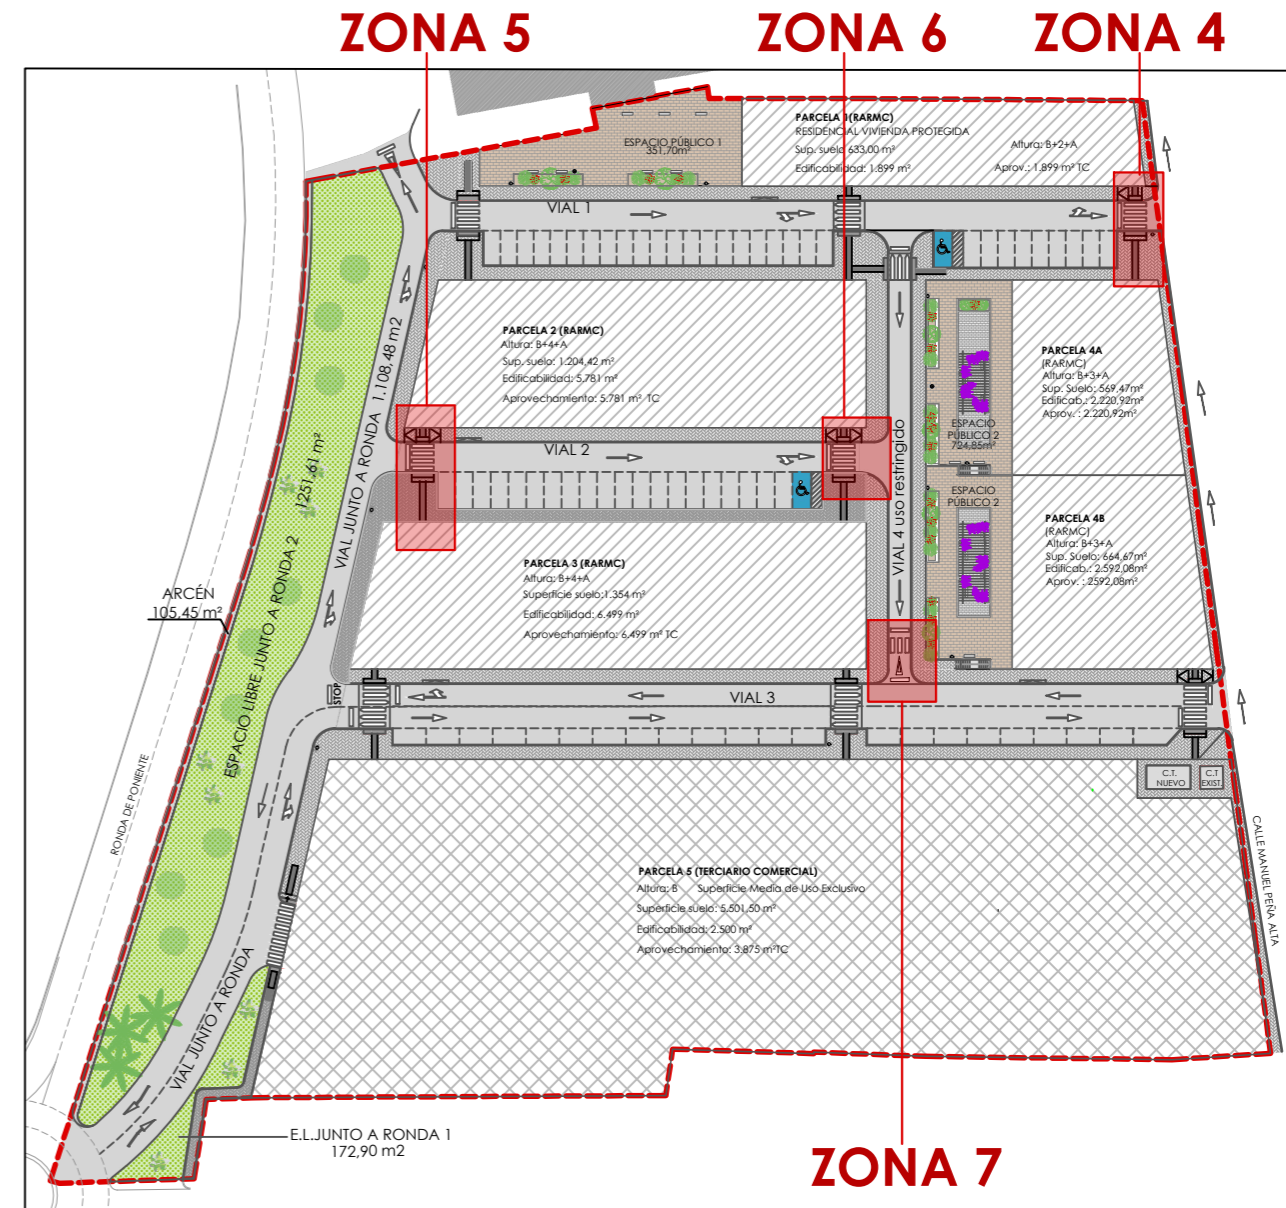 ZONA 5
ZONA 6
ZONA 4
PARCELA 1(RARMC)
RESIDENCIAL VIVIENDA PROTEGIDA
Sup. suelo 633,00 m²
Altura: B+2+A
Edificabilidad: 1.899 m²
Aprov.: 1.899 m² TC
ESPACIO PÚBLICO 1
351,70m²
VIAL 1
PARCELA 2 (RARMC)
Altura: B+4+A
Sup. suelo: 1.204,42 m²
Edificabilidad: 5.781 m²
Aprovechamiento: 5.781 m² TC
PARCELA 4A
(RARMC)
Altura: B+3+A
Sup. Suelo: 569,47m²
Edificab.: 2.220,92m²
Aprov. : 2.220,92m²
ESPACIO
PÚBLICO 2
724,85m²
VIAL 2
VIAL JUNTO A RONDA 1.108,48 m2
1251,61 m²
ESPACIO LIBRE JUNTO A RONDA 2
VIAL 4 uso restringido
ESPACIO
PÚBLICO 2
PARCELA 4B
(RARMC)
Altura: B+3+A
Sup. Suelo: 664,67m²
Edificab.: 2.592,08m²
Aprov. : 2592,08m²
PARCELA 3 (RARMC)
Altura: B+4+A
Superficie suelo:1.354 m²
Edificabilidad: 6.499 m²
Aprovechamiento: 6.499 m² TC
ARCÉN
105,45 m²
STOP
VIAL 3
RONDA DE PONIENTE
C.T.
NUEVO
C.T
EXIST.
CALLE MANUEL PEÑA ALTA
PARCELA 5 (TERCIARIO COMERCIAL)
Altura: B Superficie Media de Uso Exclusivo
Superficie suelo: 5.501,50 m²
Edificabilidad: 2.500 m²
Aprovechamiento: 3.875 m²TC
VIAL JUNTO A RONDA
E.L.JUNTO A RONDA 1
172,90 m2
ZONA 7